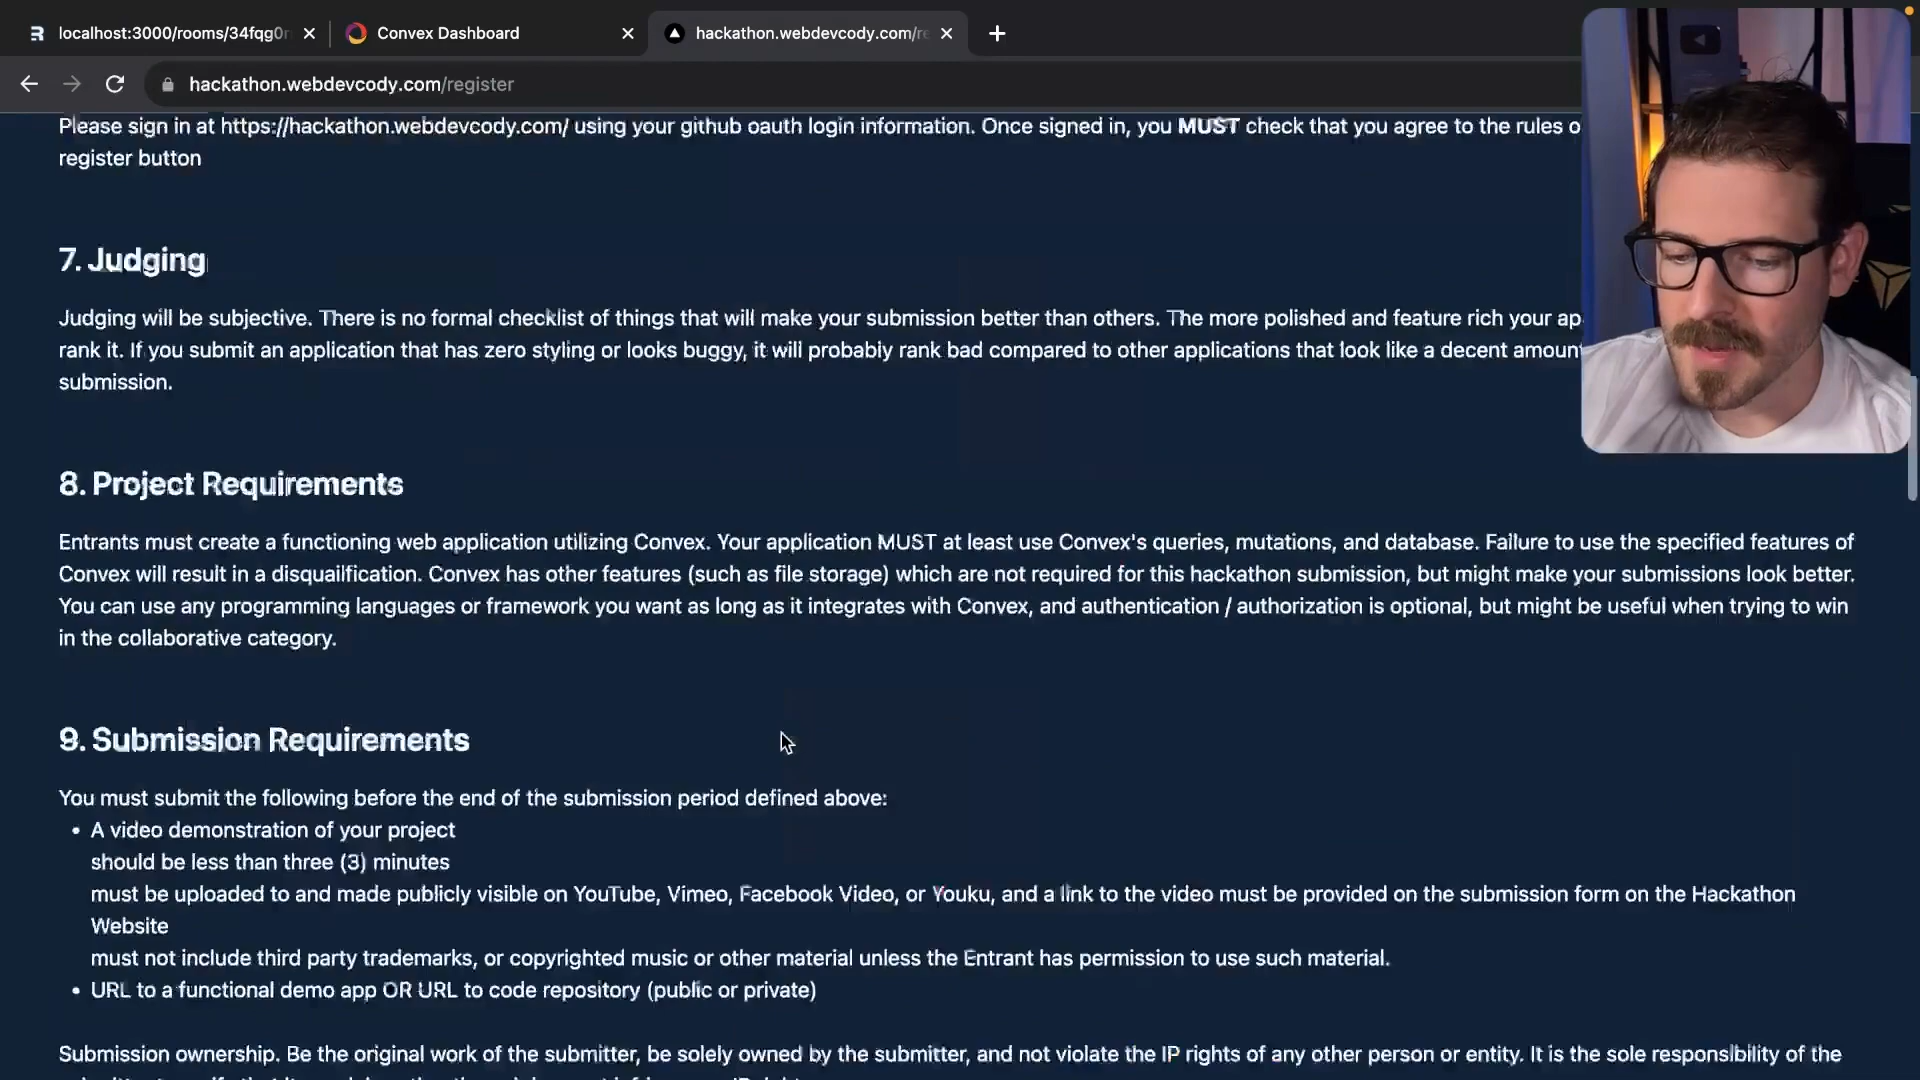 localhost:3000/rooms/34fqg0r
Convex Dashboard
hackathon.webdevcody.com/re
hackathon.webdevcody.com/register
Please sign in at https://hackathon.webdevcody.com/ using your github oauth login information. Once signed in, you MUST check that you agree to the rules o
register button
7. Judging
Judging will be subjective. There is no formal checklist of things that will make your submission better than others. The more polished and feature rich your ap
rank it. If you submit an application that has zero styling or looks buggy, it will probably rank bad compared to other applications that look like a decent amount
submission.
8. Project Requirements
Entrants must create a functioning web application utilizing Convex. Your application MUST at least use Convex's queries, mutations, and database. Failure to use the specified features of
Convex will result in a disquailfication. Convex has other features (such as file storage) which are not required for this hackathon submission, but might make your submissions look better.
You can use any programming languages or framework you want as long as it integrates with Convex, and authentication / authorization is optional, but might be useful when trying to win
in the collaborative category.
9. Submission Requirements
You must submit the following before the end of the submission period defined above:
• A video demonstration of your project
should be less than three (3) minutes
must be uploaded to and made publicly visible on YouTube, Vimeo, Facebook Video, or Youku, and a link to the video must be provided on the submission form on the Hackathon
Website
must not include third party trademarks, or copyrighted music or other material unless the Entrant has permission to use such material.
• URL to a functional demo app OR URL to code repository (public or private)
Submission ownership. Be the original work of the submitter, be solely owned by the submitter, and not violate the IP rights of any other person or entity. It is the sole responsibility of the